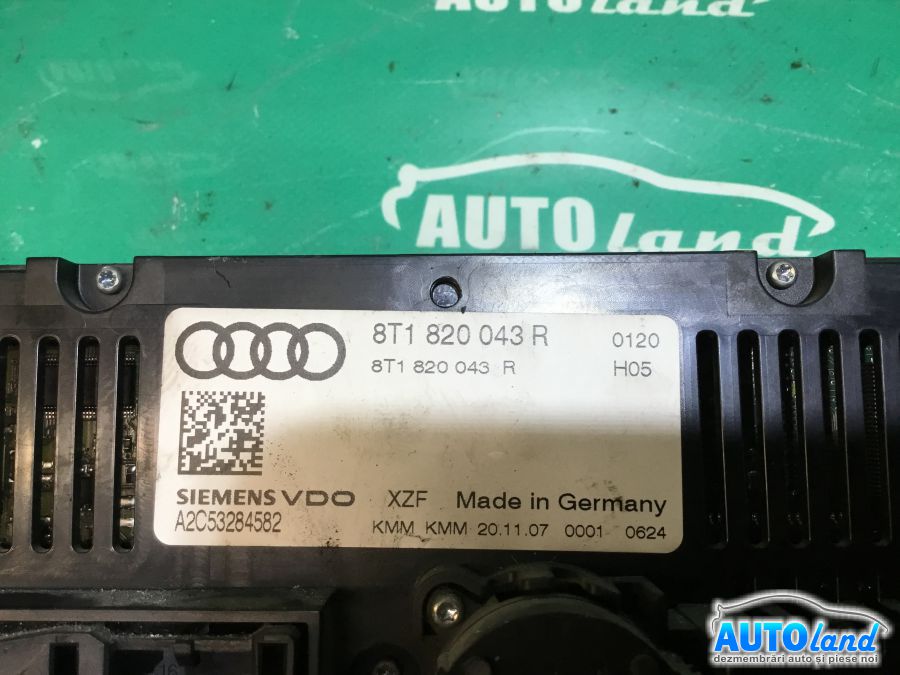 AUTOland
AUTOland
8T1 820 043 R 0120
8T1 820 043 R H05
SIEMENS VDO XZF Made in Germany
A2C53284582
KMM KMM 20.11.07 0001 0624
AUTOland
dezmembrări auto și piese noi